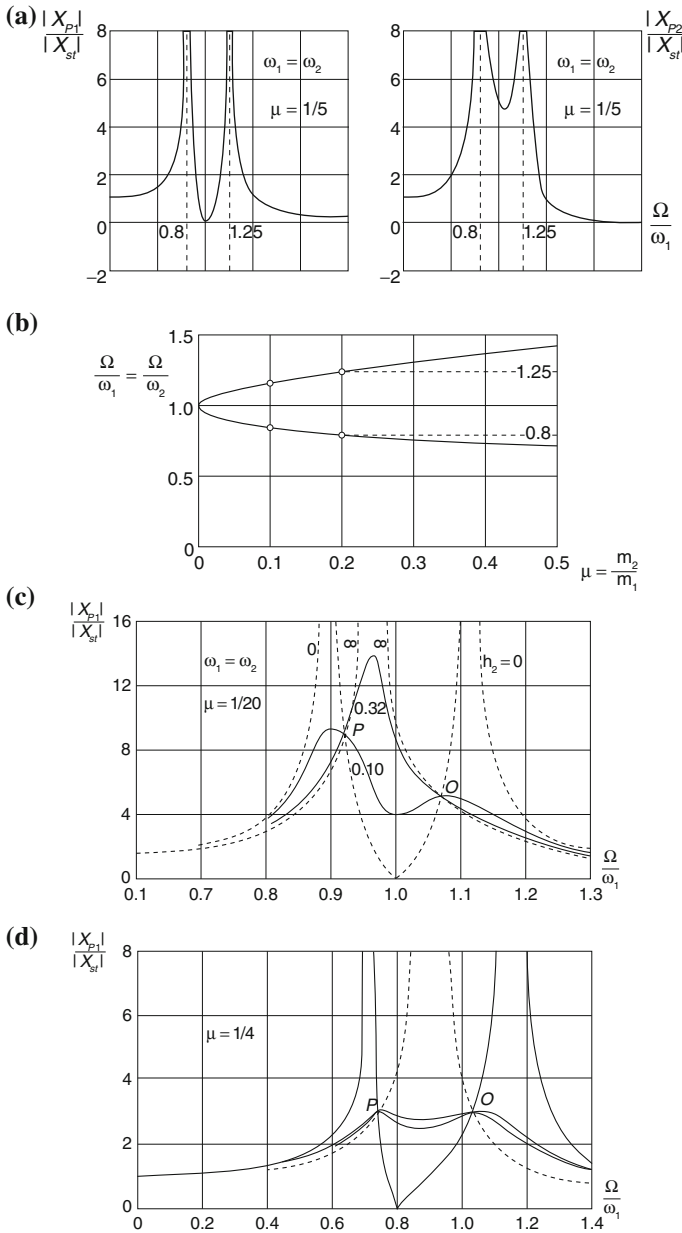 (a)
|X_P1|
|X_st|
8
6
4
2
0
−2
ω₁ = ω₂
μ = 1/5
0.8
1.25
|X_P2|
|X_st|
8
6
4
2
0
−2
ω₁ = ω₂
μ = 1/5
0.8
1.25
Ω
ω₁
(b)
Ω/ω₁ = Ω/ω₂
1.5
1.0
0.5
0
1.25
0.8
0 0.1 0.2 0.3 0.4 0.5
μ = m₂/m₁
(c)
|X_P1|
|X_st|
16
12
8
4
0
ω₁ = ω₂
μ = 1/20
0
∞
∞
h₂ = 0
0.32
P
0.10
O
0.1 0.7 0.8 0.9 1.0 1.1 1.2 1.3
Ω
ω₁
(d)
|X_P1|
|X_st|
8
6
4
2
0
μ = 1/4
P
O
0 0.2 0.4 0.6 0.8 1.0 1.2 1.4
Ω
ω₁